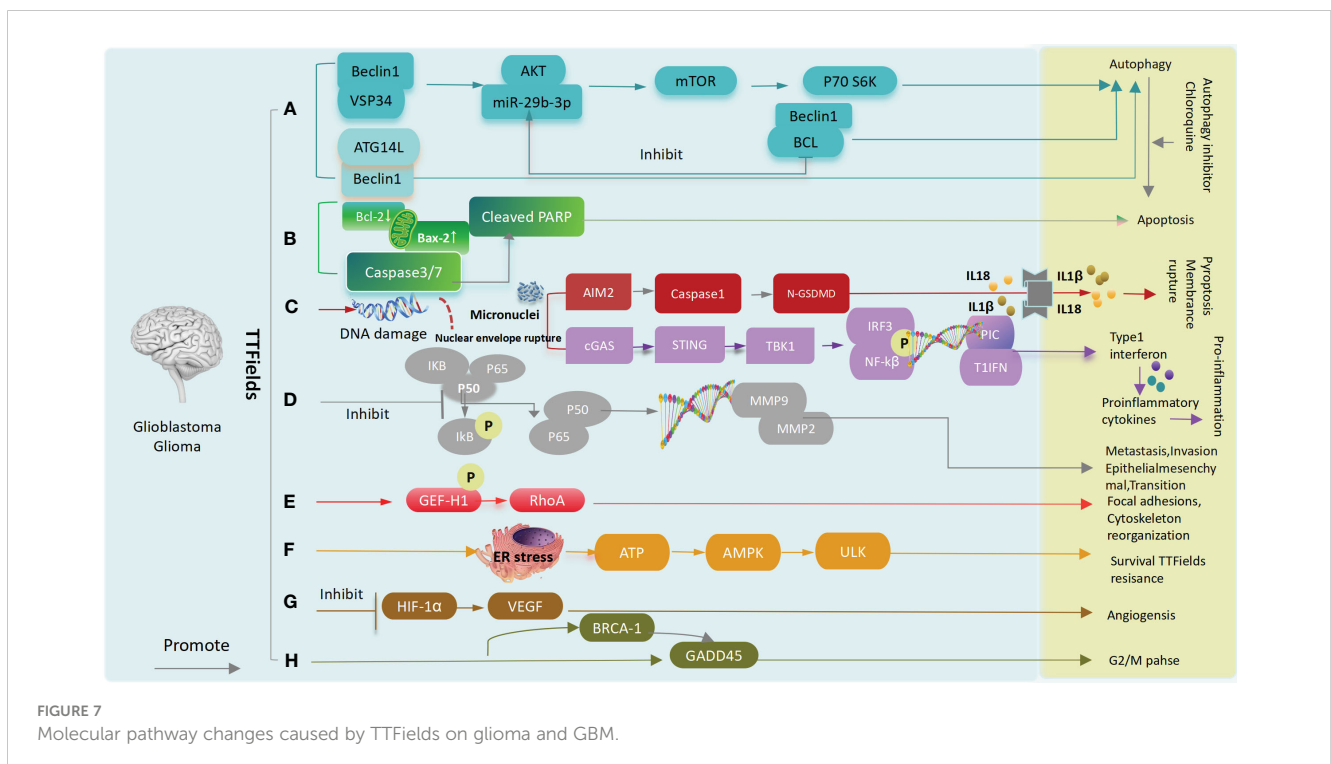 Glioblastoma
Glioma
TTFields
Promote
A
Beclin1
VSP34
AKT
miR-29b-3p
mTOR
P70 S6K
Beclin1
BCL
Inhibit
ATG14L
Beclin1
Autophagy
Autophagy inhibitor
Chloroquine
B
Bcl-2↓
Bax-2↑
Cleaved PARP
Caspase3/7
Apoptosis
C
DNA damage
Micronuclei
Nuclear envelope rupture
AIM2
Caspase1
N-GSDMD
IL18
IL1β
IL1β
IL18
Pyroptosis
Membrane
rupture
cGAS
STING
TBK1
IRF3
P
NF-kβ
PIC
T1IFN
Type1
interferon
Proinflammatory
cytokines
Pro-inflammation
D
Inhibit
IKB
P65
P50
IkB
P
P50
P65
MMP9
MMP2
Metastasis,Invasion
Epithelialmesenchy
mal,Transition
E
P
GEF-H1
RhoA
Focal adhesions,
Cytoskeleton
reorganization
F
ER stress
ATP
AMPK
ULK
Survival TTFields
resisance
G
Inhibit
HIF-1α
VEGF
Angiogensis
H
BRCA-1
GADD45
G2/M pahse
FIGURE 7
Molecular pathway changes caused by TTFields on glioma and GBM.